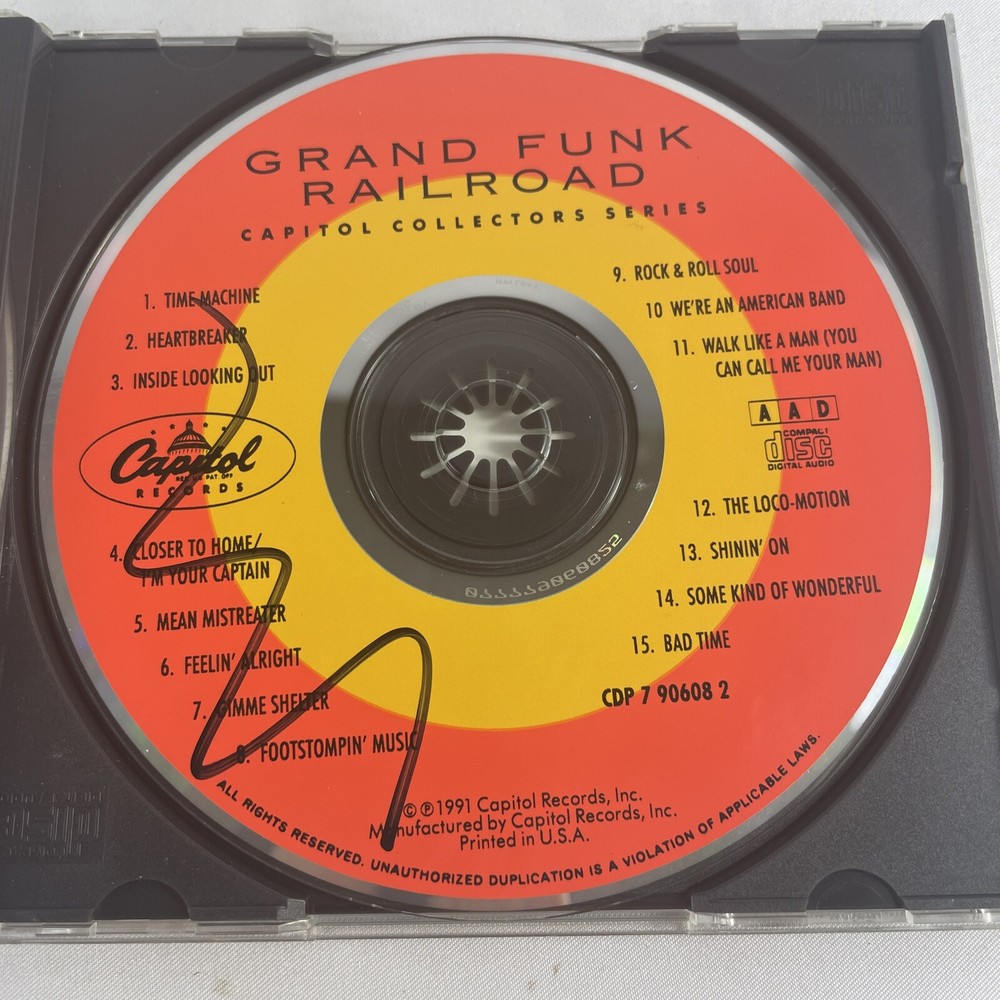 GRAND FUNK
RAILROAD
CAPITOL COLLECTORS SERIES
1. TIME MACHINE
2. HEARTBREAKER
3. INSIDE LOOKING OUT
Capitol
REG. U.S. PAT. OFF.
RECORDS
4. CLOSER TO HOME/
I'M YOUR CAPTAIN
5. MEAN MISTREATER
6. FEELIN' ALRIGHT
7. GIMME SHELTER
8. FOOTSTOMPIN' MUSIC
9. ROCK & ROLL SOUL
10 WE'RE AN AMERICAN BAND
11. WALK LIKE A MAN (YOU
CAN CALL ME YOUR MAN)
AAD
COMPACT
disc
DIGITAL AUDIO
12. THE LOCO-MOTION
13. SHININ' ON
14. SOME KIND OF WONDERFUL
15. BAD TIME
CDP 7 90608 2
© ℗ 1991 Capitol Records, Inc.
Manufactured by Capitol Records, Inc.
Printed in U.S.A.
ALL RIGHTS RESERVED. UNAUTHORIZED DUPLICATION IS A VIOLATION OF APPLICABLE LAWS.